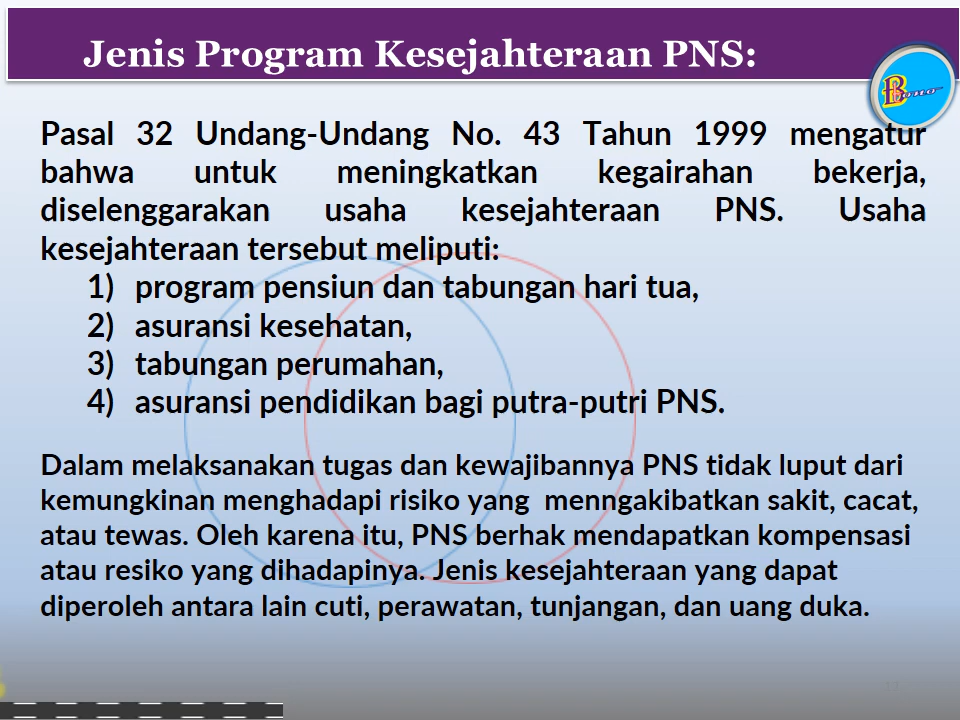 Jenis Program Kesejahteraan PNS:
Bono
Pasal 32 Undang-Undang No. 43 Tahun 1999 mengatur
bahwa untuk meningkatkan kegairahan bekerja,
diselenggarakan usaha kesejahteraan PNS. Usaha
kesejahteraan tersebut meliputi:
1) program pensiun dan tabungan hari tua,
2) asuransi kesehatan,
3) tabungan perumahan,
4) asuransi pendidikan bagi putra-putri PNS.
Dalam melaksanakan tugas dan kewajibannya PNS tidak luput dari
kemungkinan menghadapi risiko yang menngakibatkan sakit, cacat,
atau tewas. Oleh karena itu, PNS berhak mendapatkan kompensasi
atau resiko yang dihadapinya. Jenis kesejahteraan yang dapat
diperoleh antara lain cuti, perawatan, tunjangan, dan uang duka.